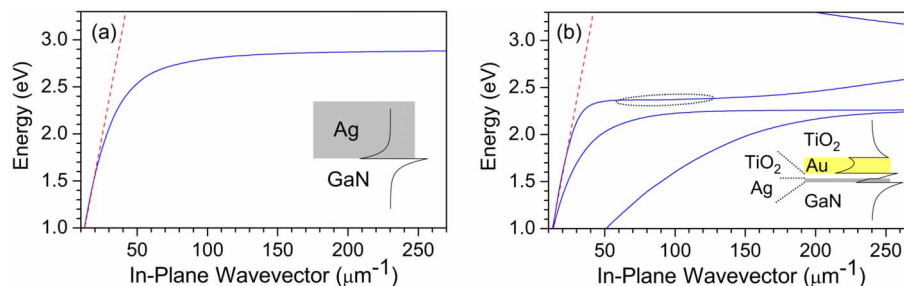 (a)
3.0
2.5
2.0
1.5
1.0
Energy (eV)
Ag
GaN
50
100
150
200
250
In-Plane Wavevector (μm⁻¹)
(b)
3.0
2.5
2.0
1.5
1.0
Energy (eV)
TiO₂
TiO₂
Au
Ag
GaN
50
100
150
200
250
In-Plane Wavevector (μm⁻¹)